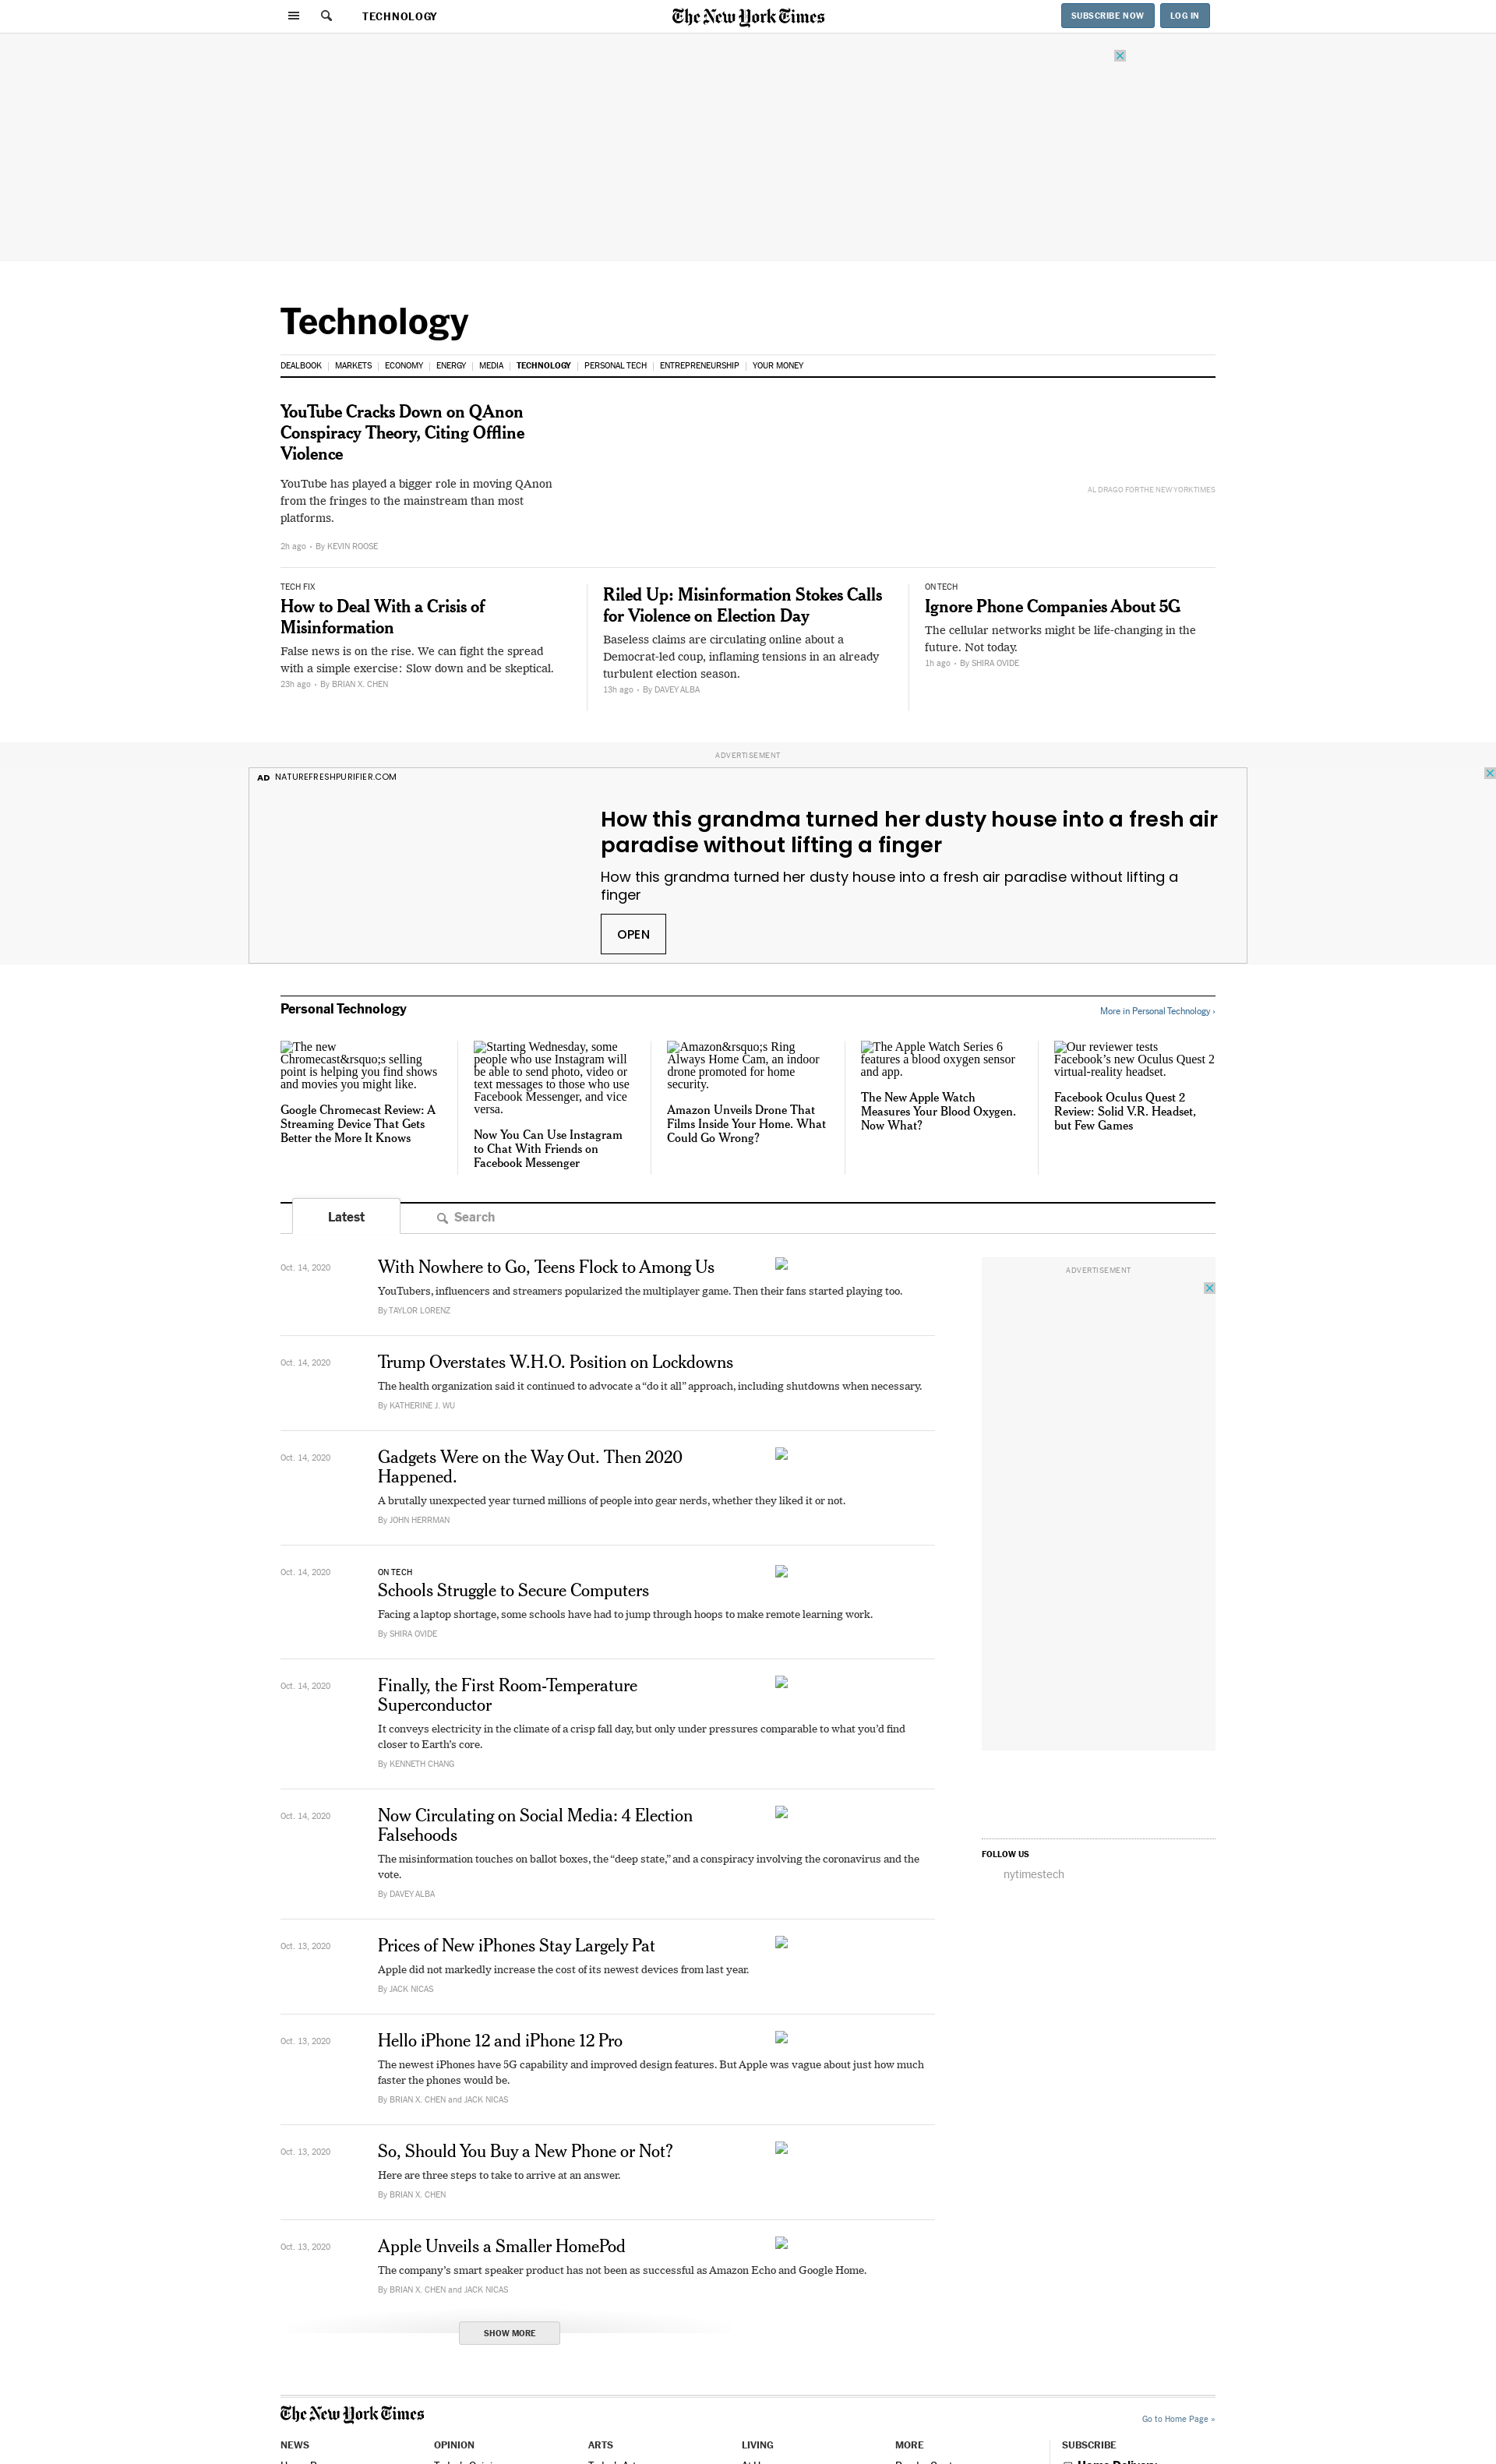 TECHNOLOGY
The New York Times
SUBSCRIBE NOW
LOG IN
Technology
DEALBOOK | MARKETS | ECONOMY | ENERGY | MEDIA | TECHNOLOGY | PERSONAL TECH | ENTREPRENEURSHIP | YOUR MONEY
YouTube Cracks Down on QAnon
Conspiracy Theory, Citing Offline
Violence
YouTube has played a bigger role in moving QAnon
from the fringes to the mainstream than most
platforms.
2h ago • By KEVIN ROOSE
AL DRAGO FOR THE NEW YORK TIMES
TECH FIX
How to Deal With a Crisis of
Misinformation
False news is on the rise. We can fight the spread
with a simple exercise: Slow down and be skeptical.
23h ago • By BRIAN X. CHEN
Riled Up: Misinformation Stokes Calls
for Violence on Election Day
Baseless claims are circulating online about a
Democrat-led coup, inflaming tensions in an already
turbulent election season.
13h ago • By DAVEY ALBA
ON TECH
Ignore Phone Companies About 5G
The cellular networks might be life-changing in the
future. Not today.
1h ago • By SHIRA OVIDE
ADVERTISEMENT
AD NATUREFRESHPURIFIER.COM
How this grandma turned her dusty house into a fresh air
paradise without lifting a finger
How this grandma turned her dusty house into a fresh air paradise without lifting a
finger
OPEN
Personal Technology
More in Personal Technology ›
The new
Chromecast&rsquo;s selling
point is helping you find shows
and movies you might like.
Google Chromecast Review: A
Streaming Device That Gets
Better the More It Knows
Starting Wednesday, some
people who use Instagram will
be able to send photo, video or
text messages to those who use
Facebook Messenger, and vice
versa.
Now You Can Use Instagram
to Chat With Friends on
Facebook Messenger
Amazon&rsquo;s Ring
Always Home Cam, an indoor
drone promoted for home
security.
Amazon Unveils Drone That
Films Inside Your Home. What
Could Go Wrong?
The Apple Watch Series 6
features a blood oxygen sensor
and app.
The New Apple Watch
Measures Your Blood Oxygen.
Now What?
Our reviewer tests
Facebook’s new Oculus Quest 2
virtual-reality headset.
Facebook Oculus Quest 2
Review: Solid V.R. Headset,
but Few Games
Latest
Search
Oct. 14, 2020
With Nowhere to Go, Teens Flock to Among Us
YouTubers, influencers and streamers popularized the multiplayer game. Then their fans started playing too.
By TAYLOR LORENZ
ADVERTISEMENT
Oct. 14, 2020
Trump Overstates W.H.O. Position on Lockdowns
The health organization said it continued to advocate a “do it all” approach, including shutdowns when necessary.
By KATHERINE J. WU
Oct. 14, 2020
Gadgets Were on the Way Out. Then 2020
Happened.
A brutally unexpected year turned millions of people into gear nerds, whether they liked it or not.
By JOHN HERRMAN
Oct. 14, 2020
ON TECH
Schools Struggle to Secure Computers
Facing a laptop shortage, some schools have had to jump through hoops to make remote learning work.
By SHIRA OVIDE
Oct. 14, 2020
Finally, the First Room-Temperature
Superconductor
It conveys electricity in the climate of a crisp fall day, but only under pressures comparable to what you’d find
closer to Earth’s core.
By KENNETH CHANG
Oct. 14, 2020
Now Circulating on Social Media: 4 Election
Falsehoods
The misinformation touches on ballot boxes, the “deep state,” and a conspiracy involving the coronavirus and the
vote.
By DAVEY ALBA
FOLLOW US
nytimestech
Oct. 13, 2020
Prices of New iPhones Stay Largely Pat
Apple did not markedly increase the cost of its newest devices from last year.
By JACK NICAS
Oct. 13, 2020
Hello iPhone 12 and iPhone 12 Pro
The newest iPhones have 5G capability and improved design features. But Apple was vague about just how much
faster the phones would be.
By BRIAN X. CHEN and JACK NICAS
Oct. 13, 2020
So, Should You Buy a New Phone or Not?
Here are three steps to take to arrive at an answer.
By BRIAN X. CHEN
Oct. 13, 2020
Apple Unveils a Smaller HomePod
The company’s smart speaker product has not been as successful as Amazon Echo and Google Home.
By BRIAN X. CHEN and JACK NICAS
SHOW MORE
The New York Times
Go to Home Page »
NEWS
OPINION
ARTS
LIVING
MORE
SUBSCRIBE